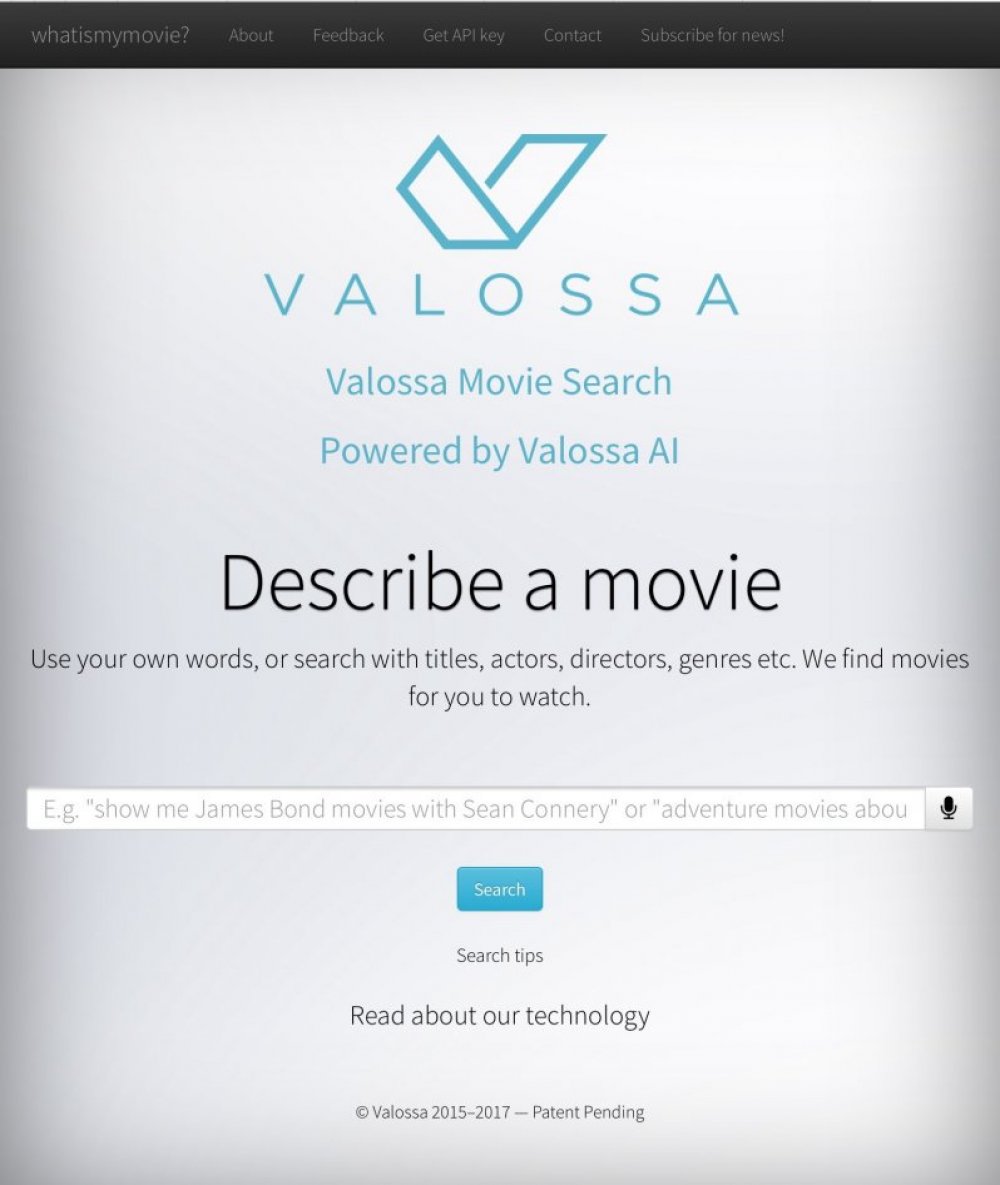 whatismymovie? About Feedback Get API key Contact Subscribe for news!
VALOSSA
Valossa Movie Search
Powered by Valossa AI
Describe a movie
Use your own words, or search with titles, actors, directors, genres etc. We find movies
for you to watch.
E.g. "show me James Bond movies with Sean Connery" or "adventure movies abou
Search
Search tips
Read about our technology
© Valossa 2015–2017 — Patent Pending